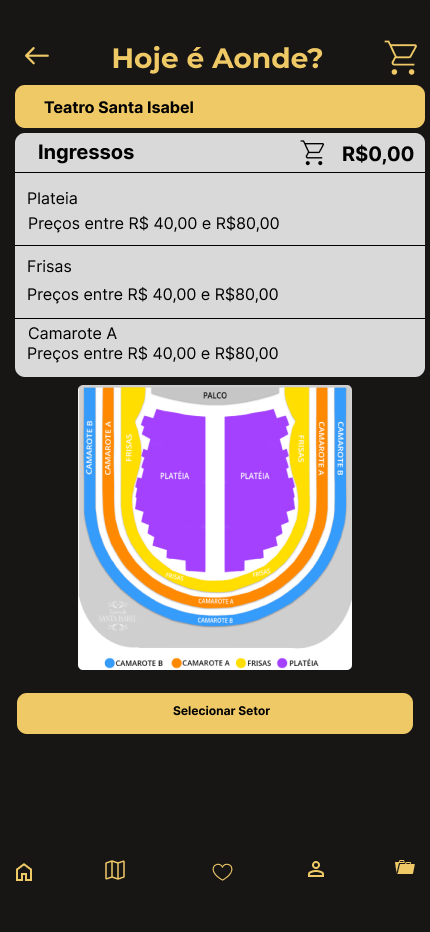 Hoje é Aonde?
Teatro Santa Isabel
Ingressos R$0,00
Plateia
Preços entre R$ 40,00 e R$80,00
Frisas
Preços entre R$ 40,00 e R$80,00
Camarote A
Preços entre R$ 40,00 e R$80,00
PALCO
CAMAROTE B
CAMAROTE A
FRISAS
PLATÉIA
PLATÉIA
FRISAS
CAMAROTE A
CAMAROTE B
FRISAS
FRISAS
CAMAROTE A
CAMAROTE B
SANTA ISABEL
CAMAROTE B CAMAROTE A FRISAS PLATÉIA
Selecionar Setor